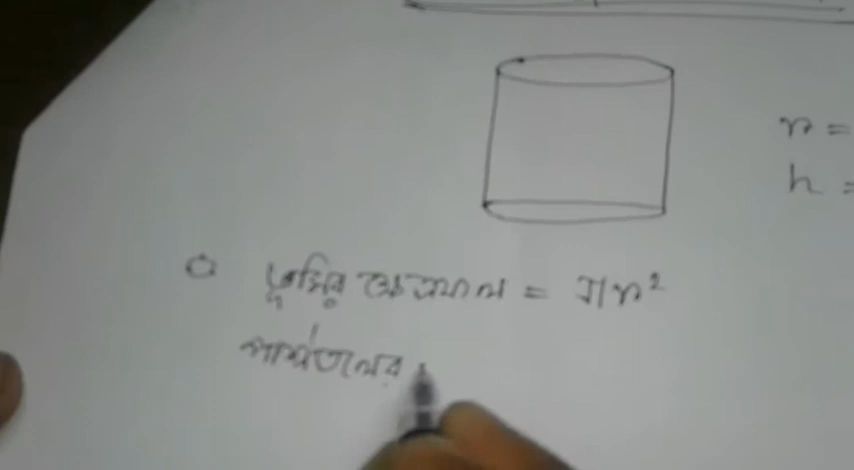 r =
h =
ভূমির ক্ষেত্রফল = πr²
পার্শ্বতলের